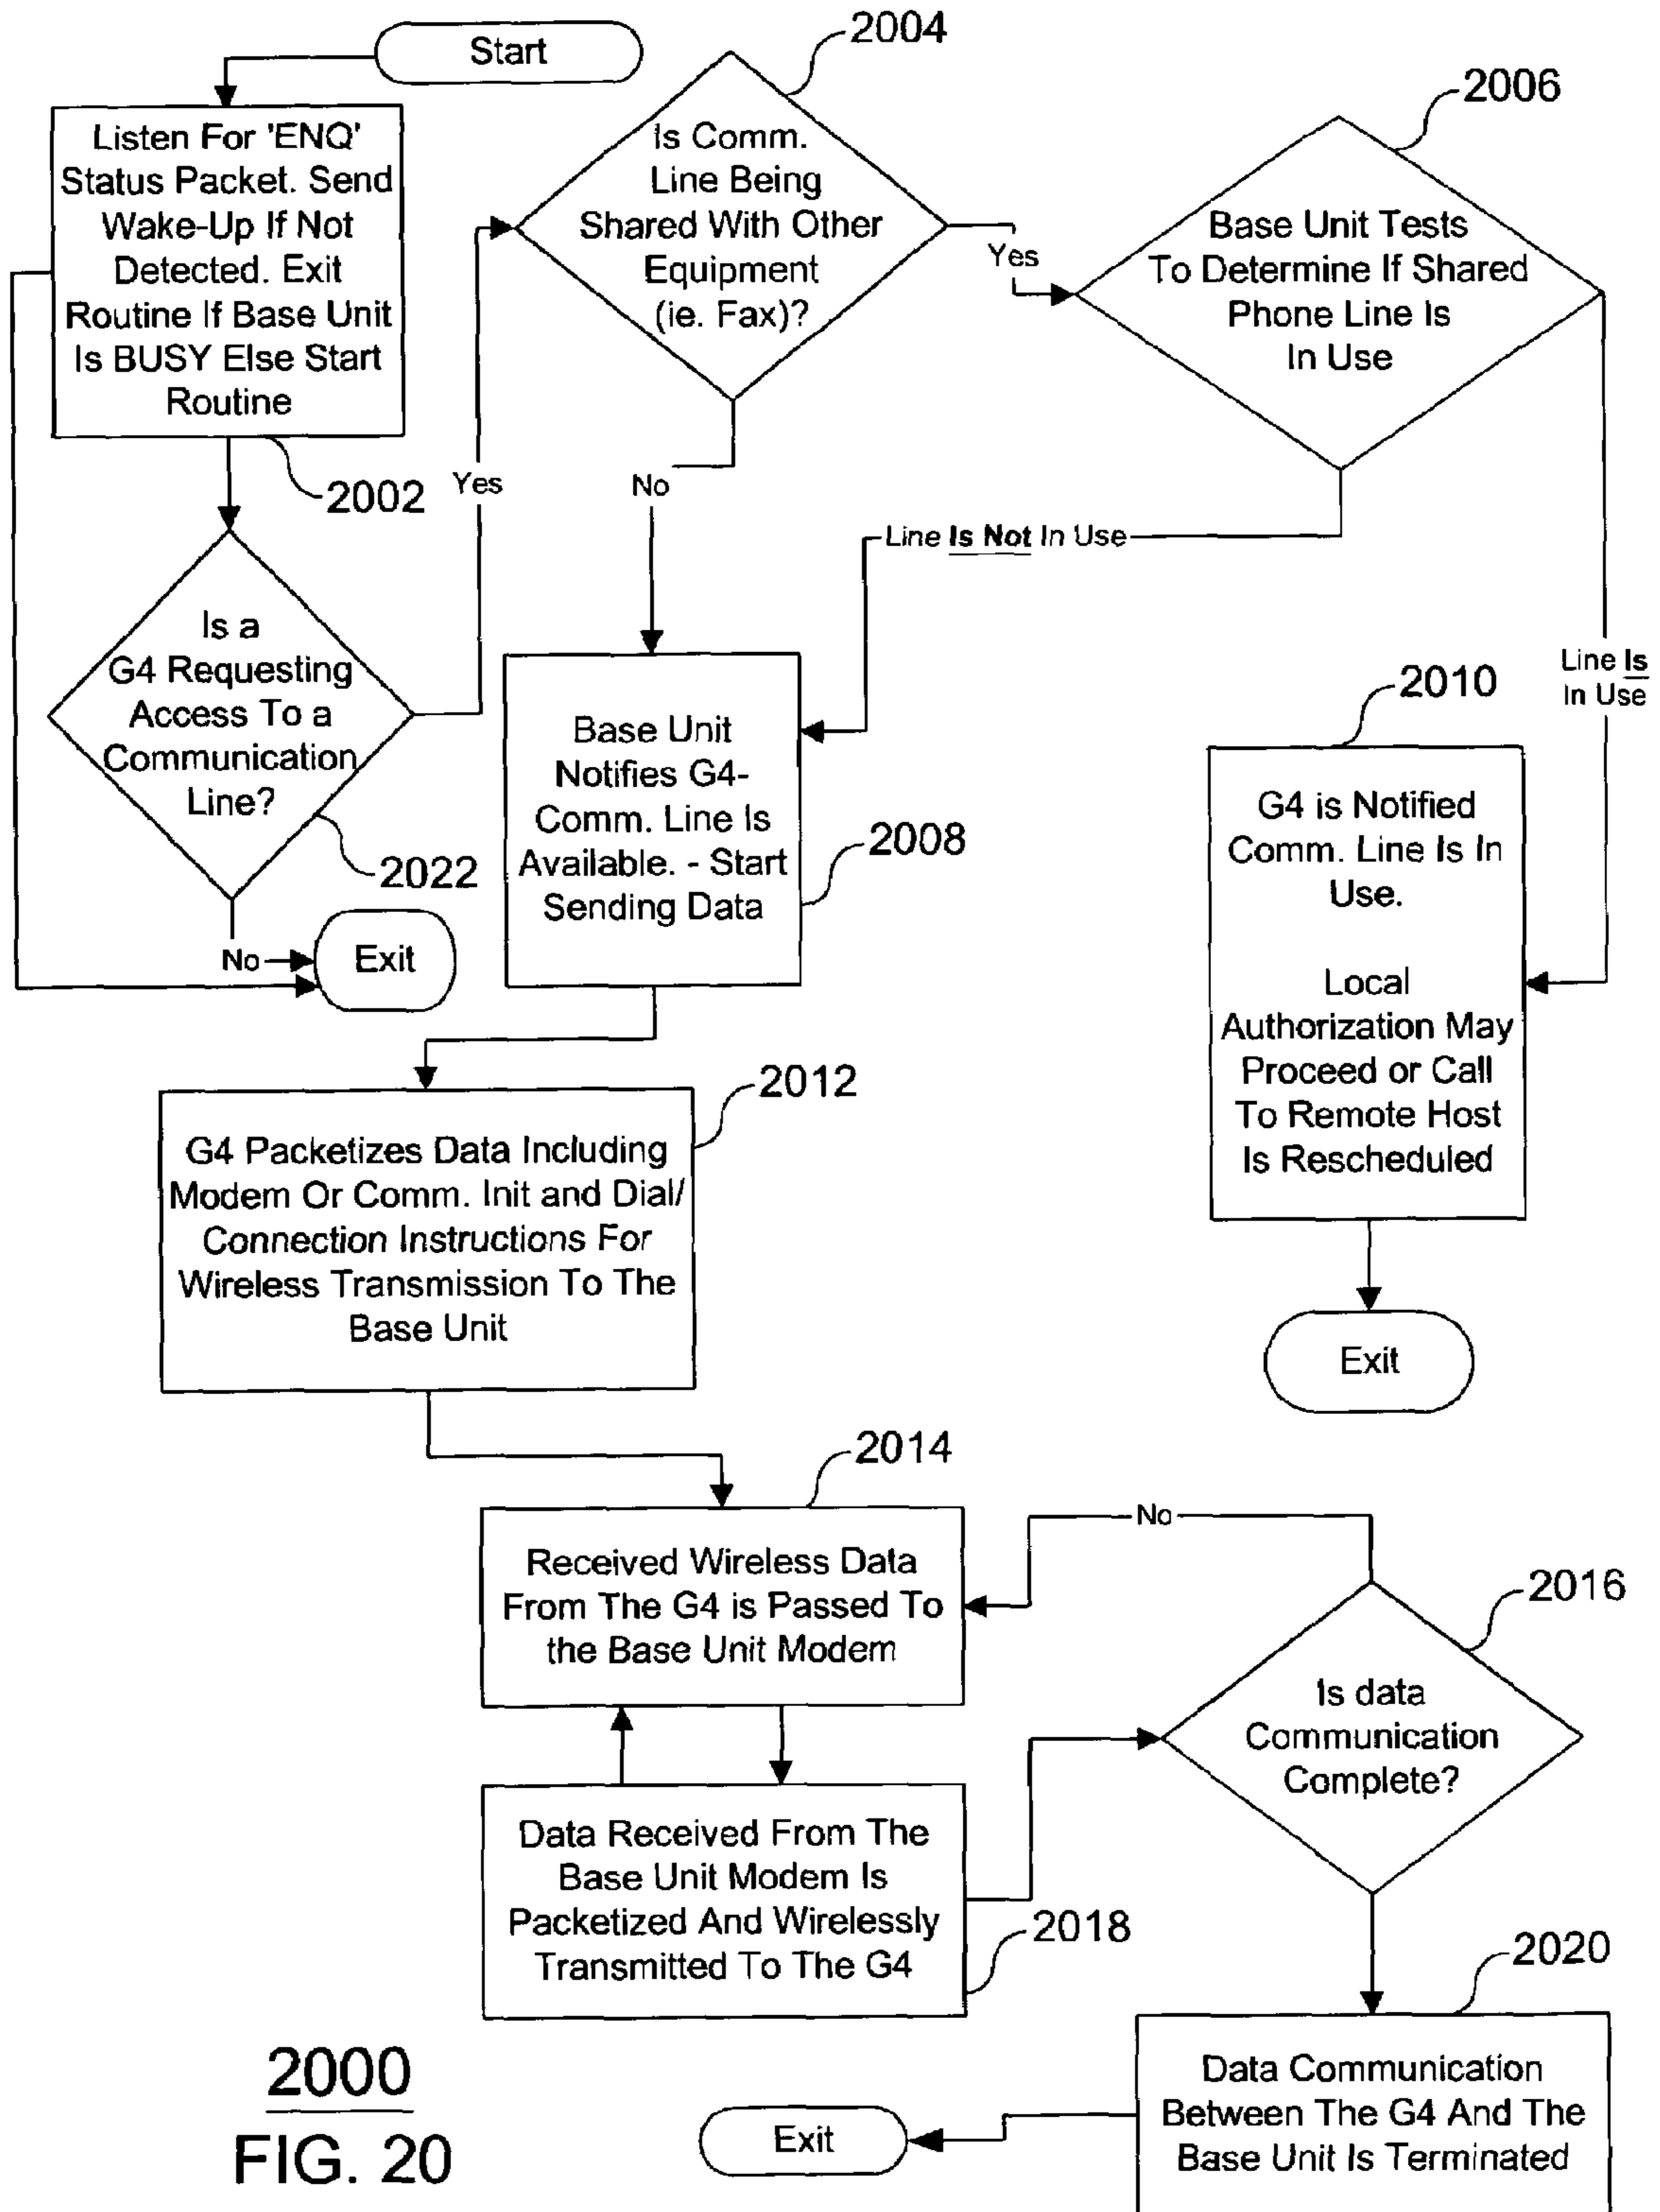 Start
Listen For 'ENQ'
Status Packet. Send
Wake-Up If Not
Detected. Exit
Routine If Base Unit
Is BUSY Else Start
Routine
2002
Is a
G4 Requesting
Access To a
Communication
Line?
2022
No
Exit
Yes
2004
Is Comm.
Line Being
Shared With Other
Equipment
(ie. Fax)?
Yes
No
2006
Base Unit Tests
To Determine If Shared
Phone Line Is
In Use
Line Is Not In Use
Line Is
In Use
Base Unit
Notifies G4-
Comm. Line Is
Available. - Start
Sending Data
2008
2010
G4 is Notified
Comm. Line Is In
Use.
Local
Authorization May
Proceed or Call
To Remote Host
Is Rescheduled
Exit
2012
G4 Packetizes Data Including
Modem Or Comm. Init and Dial/
Connection Instructions For
Wireless Transmission To The
Base Unit
2014
Received Wireless Data
From The G4 is Passed To
the Base Unit Modem
No
2016
Is data
Communication
Complete?
Data Received From The
Base Unit Modem Is
Packetized And Wirelessly
Transmitted To The G4
2018
2020
Data Communication
Between The G4 And The
Base Unit Is Terminated
Exit
2000
FIG. 20